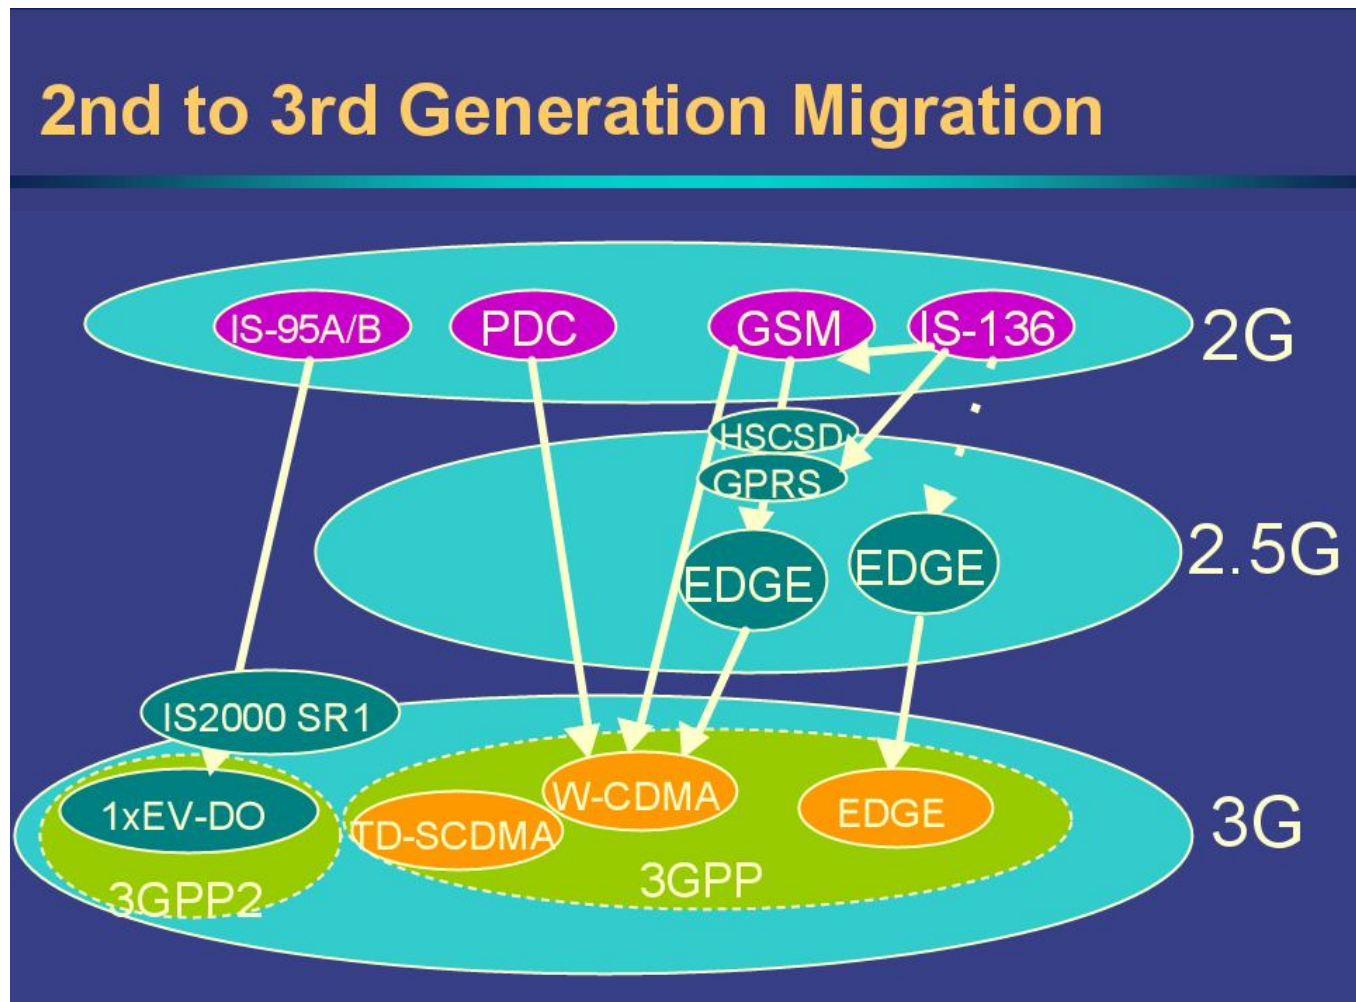 2nd to 3rd Generation Migration
IS-95A/B
PDC
GSM
IS-136
2G
HSCSD
GPRS
EDGE
EDGE
2.5G
IS2000 SR1
1xEV-DO
3GPP2
TD-SCDMA
W-CDMA
EDGE
3GPP
3G